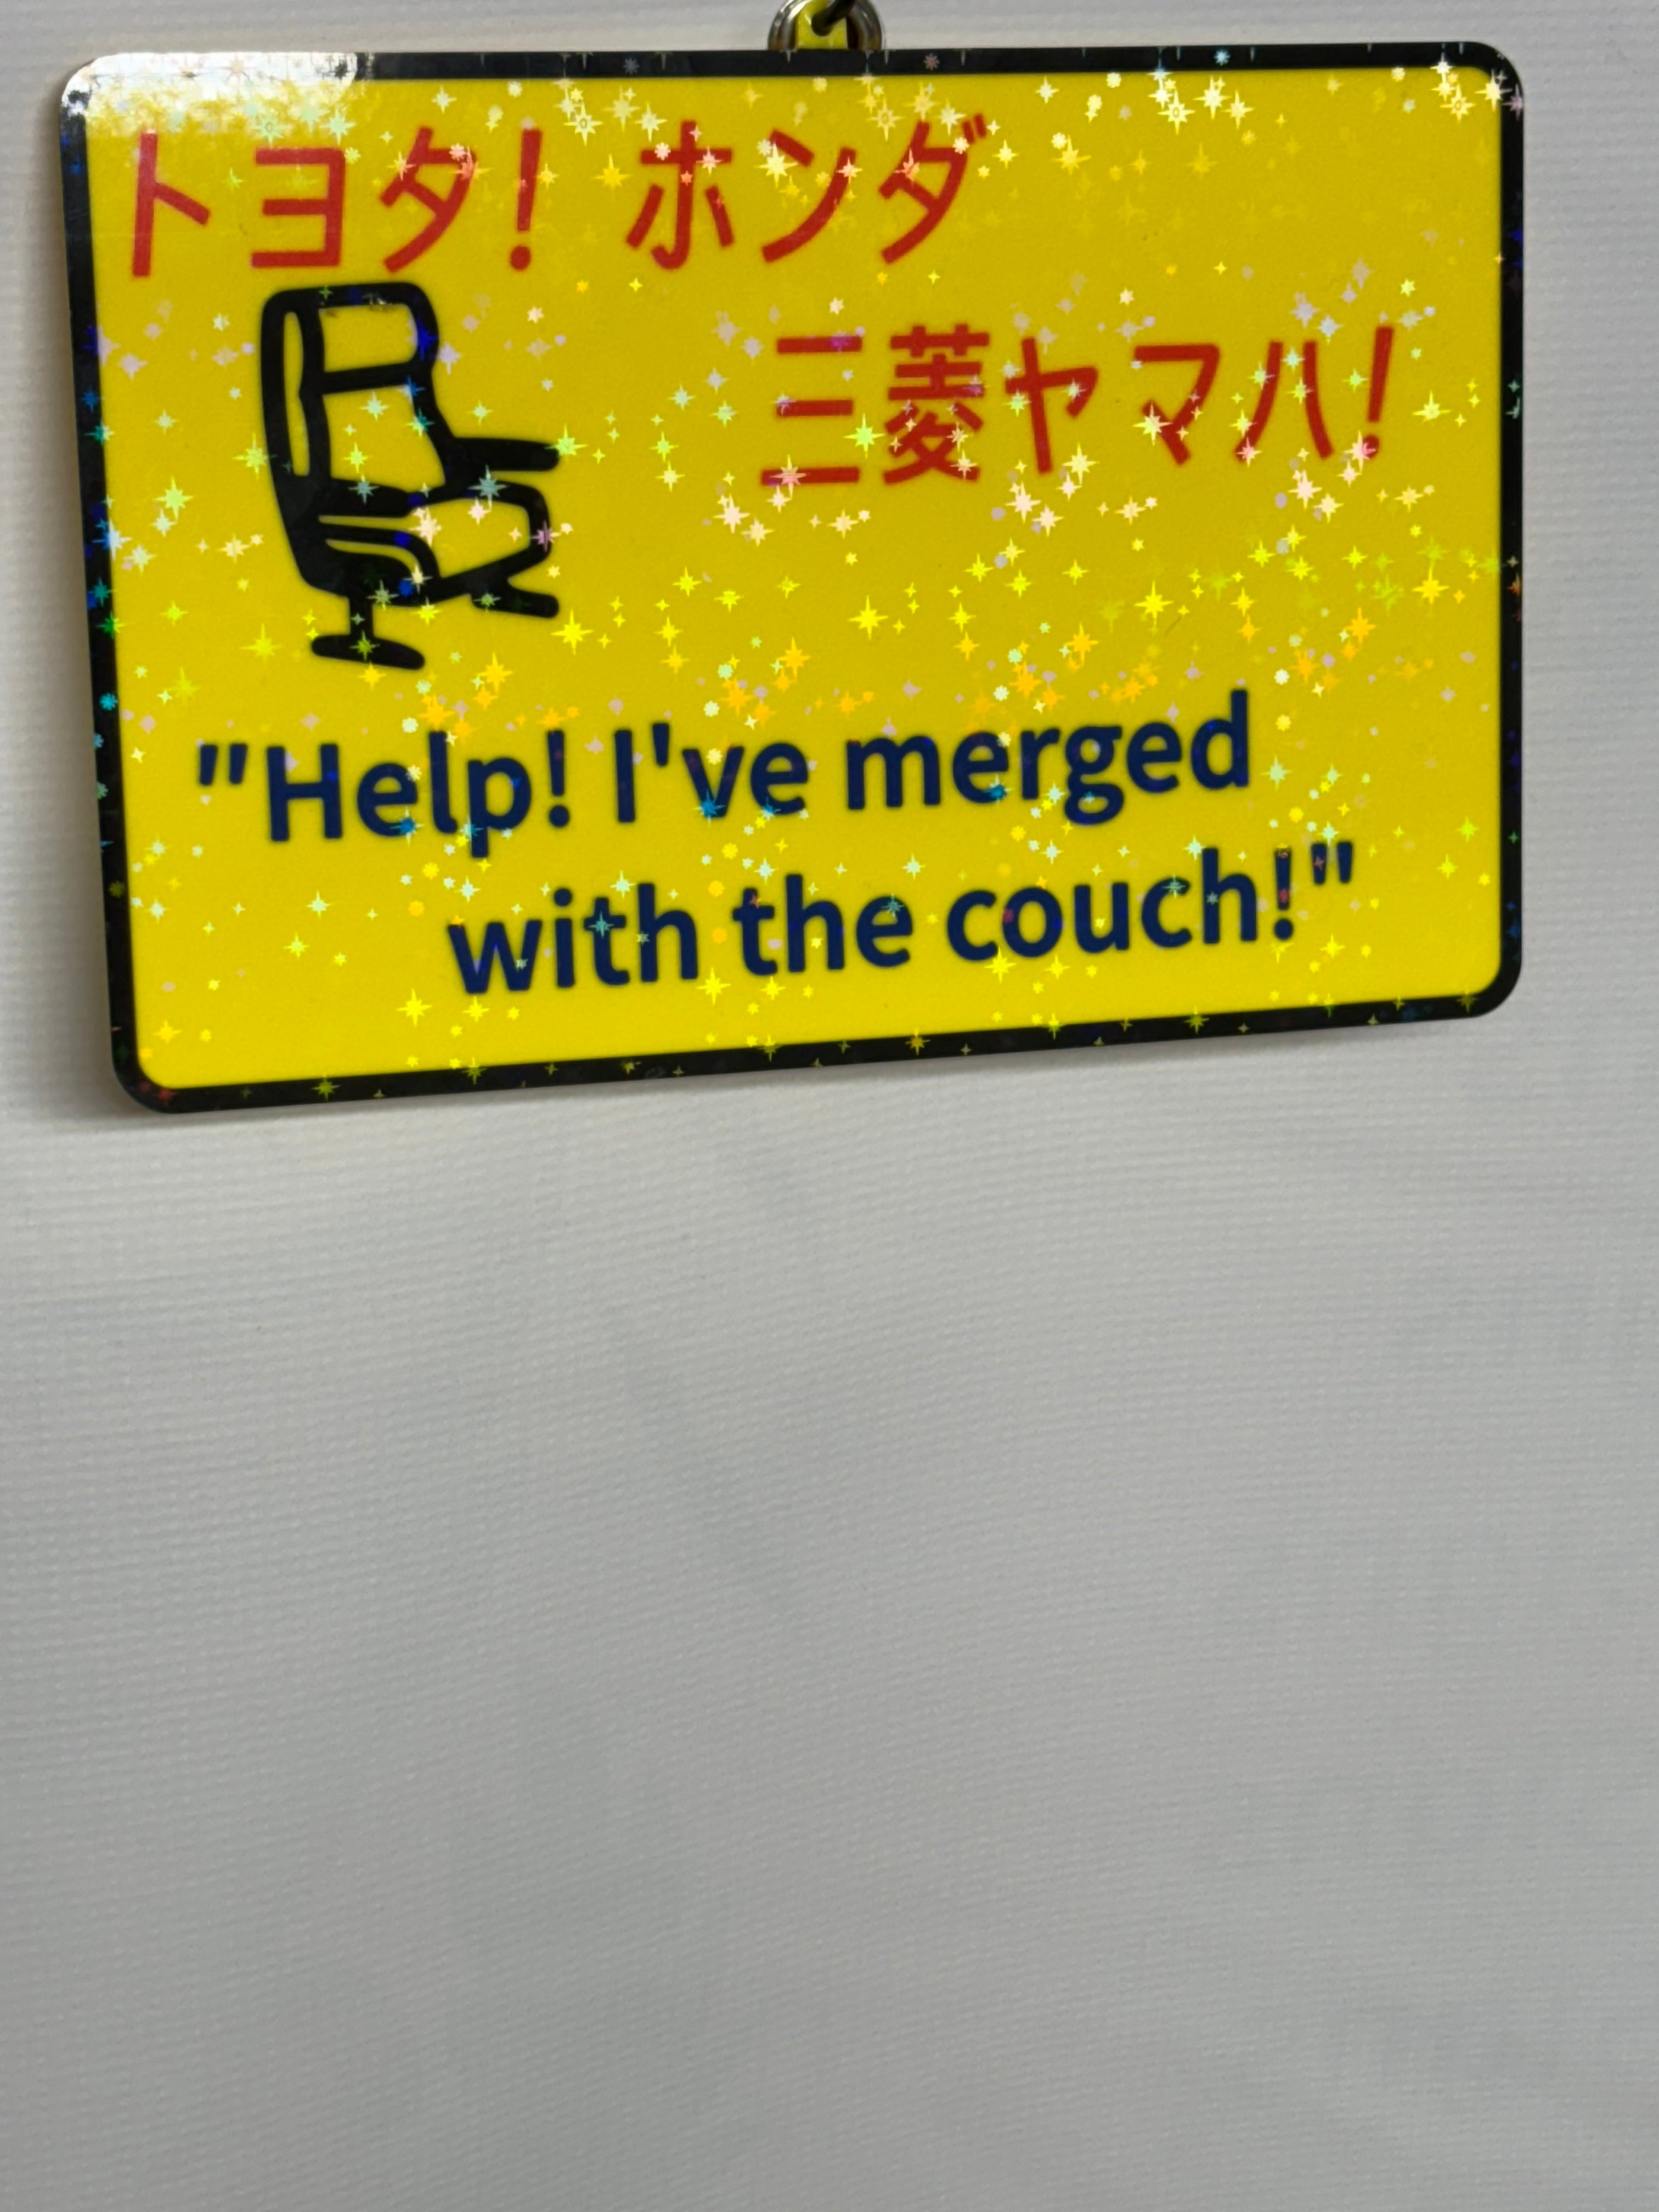 トヨタ! ホンダ
三菱ヤマハ!
"Help! I've merged
with the couch!"